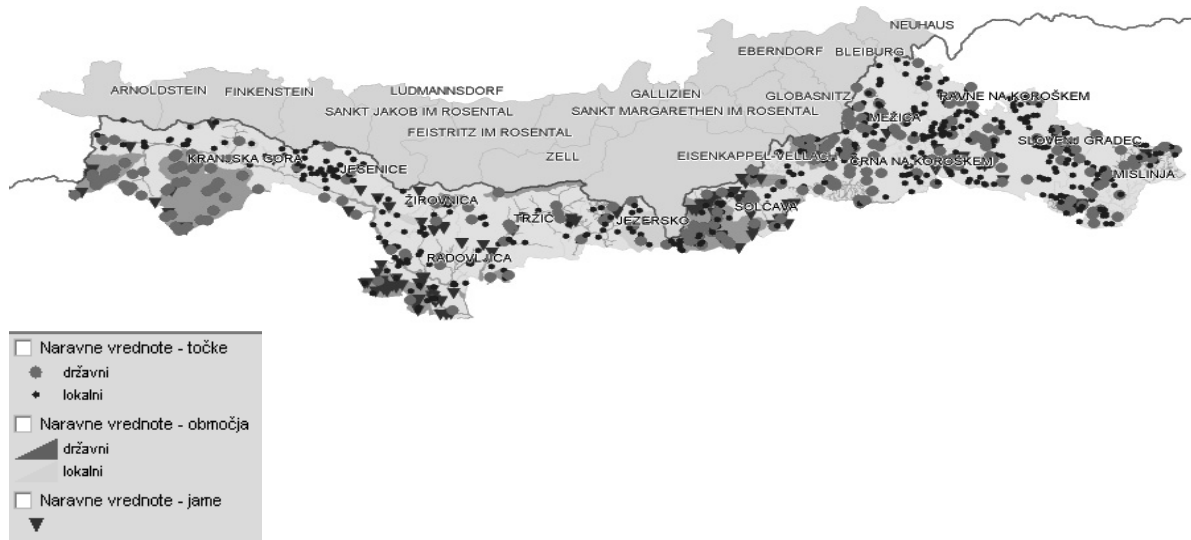 NEUHAUS
EBERNDORF BLEIBURG
ARNOLDSTEIN FINKENSTEIN LUDMANNSDORF GALLIZIEN GLOBASNITZ RAVNE NA KOROŠKEM
SANKT JAKOB IM ROSENTAL SANKT MARGARETHEN IM ROSENTAL
MEŽICA
FEISTRITZ IM ROSENTAL
SLOVENJ GRADEC
KRANJSKA GORA ZELL EISENKAPPEL-VELLACH ČRNA NA KOROŠKEM
JESENICE MISLINJA
ŽIROVNICA SOLČAVA
TRŽIČ JEZERSKO
RADOVLJICA
Naravne vrednote - točke
državni
lokalni
Naravne vrednote - območja
državni
lokalni
Naravne vrednote - jame